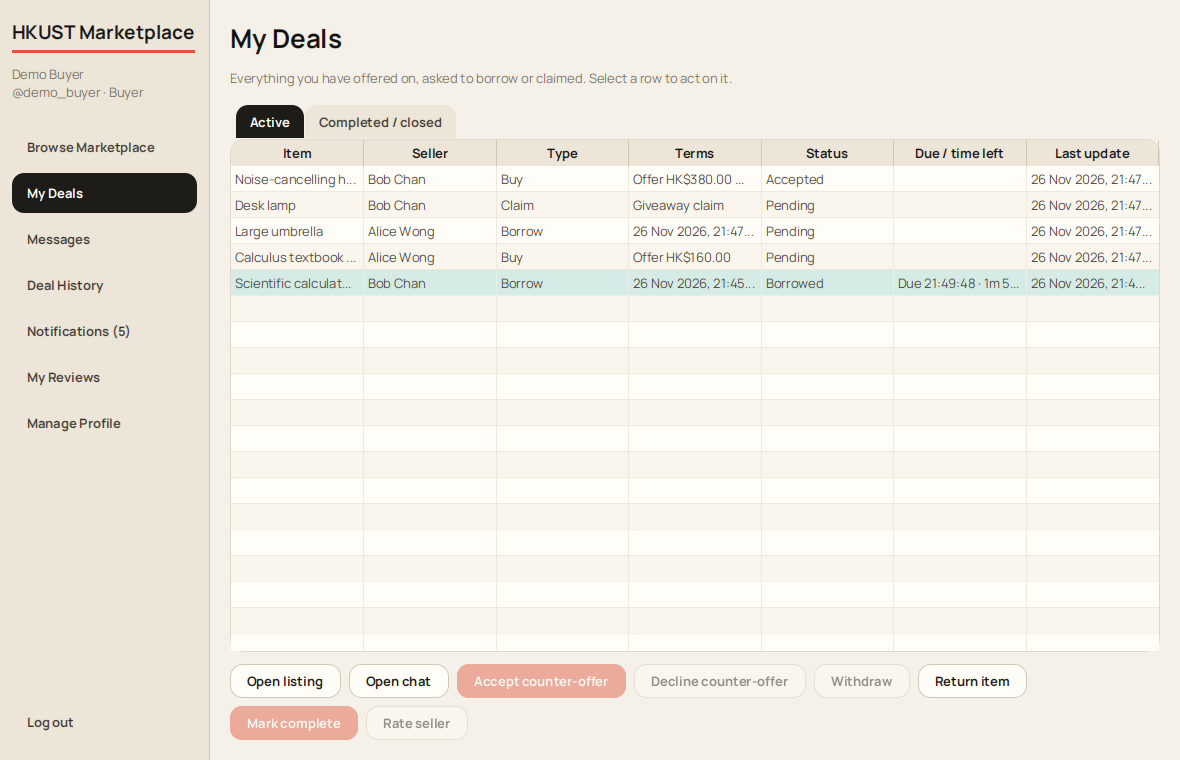 HKUST Marketplace
Demo Buyer
@demo_buyer · Buyer
Browse Marketplace
My Deals
Messages
Deal History
Notifications (5)
My Reviews
Manage Profile
Log out
My Deals
Everything you have offered on, asked to borrow or claimed. Select a row to act on it.
Active Completed / closed
Item Seller Type Terms Status Due / time left Last update
Noise-cancelling h... Bob Chan Buy Offer HK$380.00 ... Accepted 26 Nov 2026, 21:47...
Desk lamp Bob Chan Claim Giveaway claim Pending 26 Nov 2026, 21:47...
Large umbrella Alice Wong Borrow 26 Nov 2026, 21:47... Pending 26 Nov 2026, 21:47...
Calculus textbook ... Alice Wong Buy Offer HK$160.00 Pending 26 Nov 2026, 21:47...
Scientific calculat... Bob Chan Borrow 26 Nov 2026, 21:45... Borrowed Due 21:49:48 · 1m 5... 26 Nov 2026, 21:4...
Open listing Open chat Accept counter-offer Decline counter-offer Withdraw Return item
Mark complete Rate seller